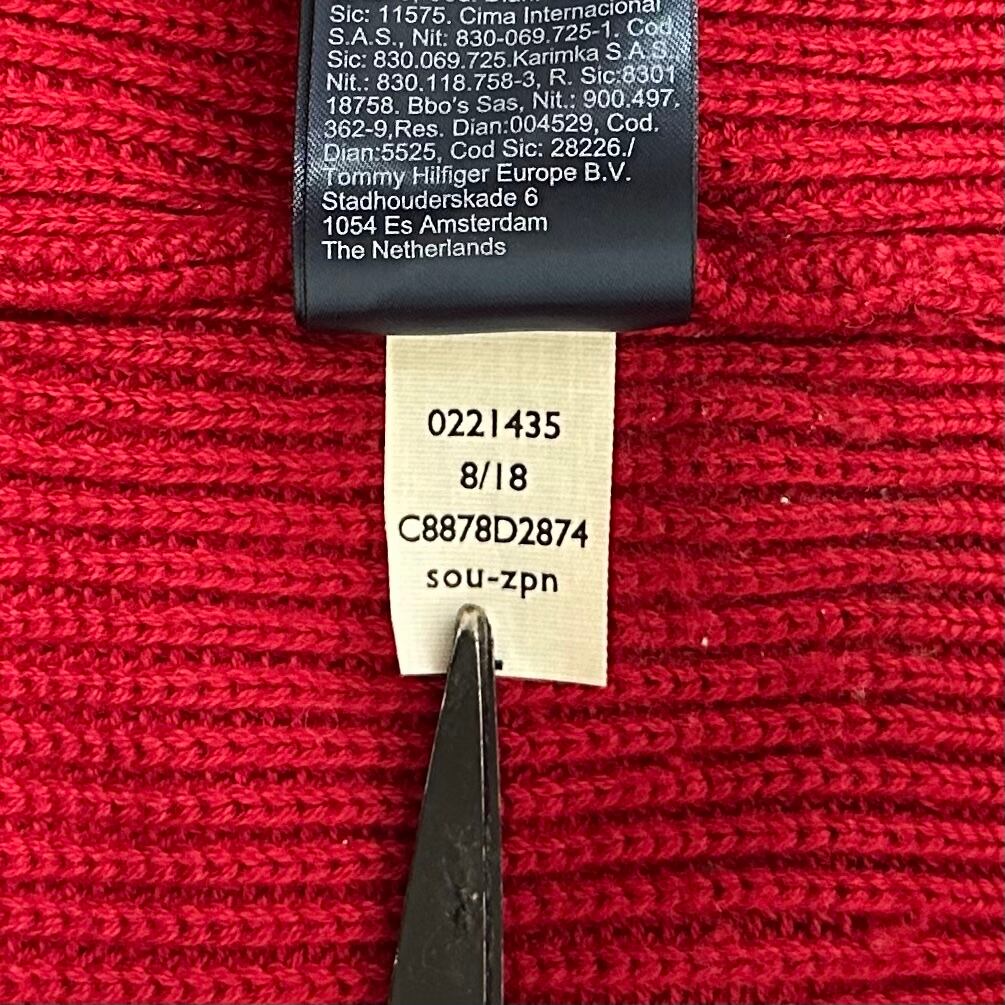 Sic: 11575. Cima Internacional
S.A.S., Nit: 830-069.725-1. Cod
Sic: 830.069.725.Karimka S.A.S.
Nit.: 830.118.758-3, R. Sic:8301
18758. Bbo's Sas, Nit.: 900.497.
362-9,Res. Dian:004529, Cod.
Dian:5525, Cod Sic: 28226./
Tommy Hilfiger Europe B.V.
Stadhouderskade 6
1054 Es Amsterdam
The Netherlands
0221435
8/18
C8878D2874
sou-zpn